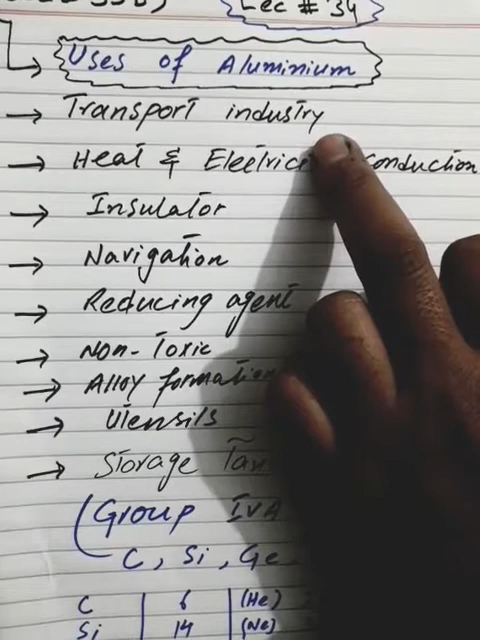 Lec # 34
Uses of Aluminium
→ Transport industry
→ Heat & Conduction
→ Insulator
→ Navigation
→ Reducing agent
→ Non-Toxic
→ Alloy formation
→ Utensils
→ Storage
Group IVA
C, Si, Ge
C | 6 | (He)
Si | 14 | (Ne)